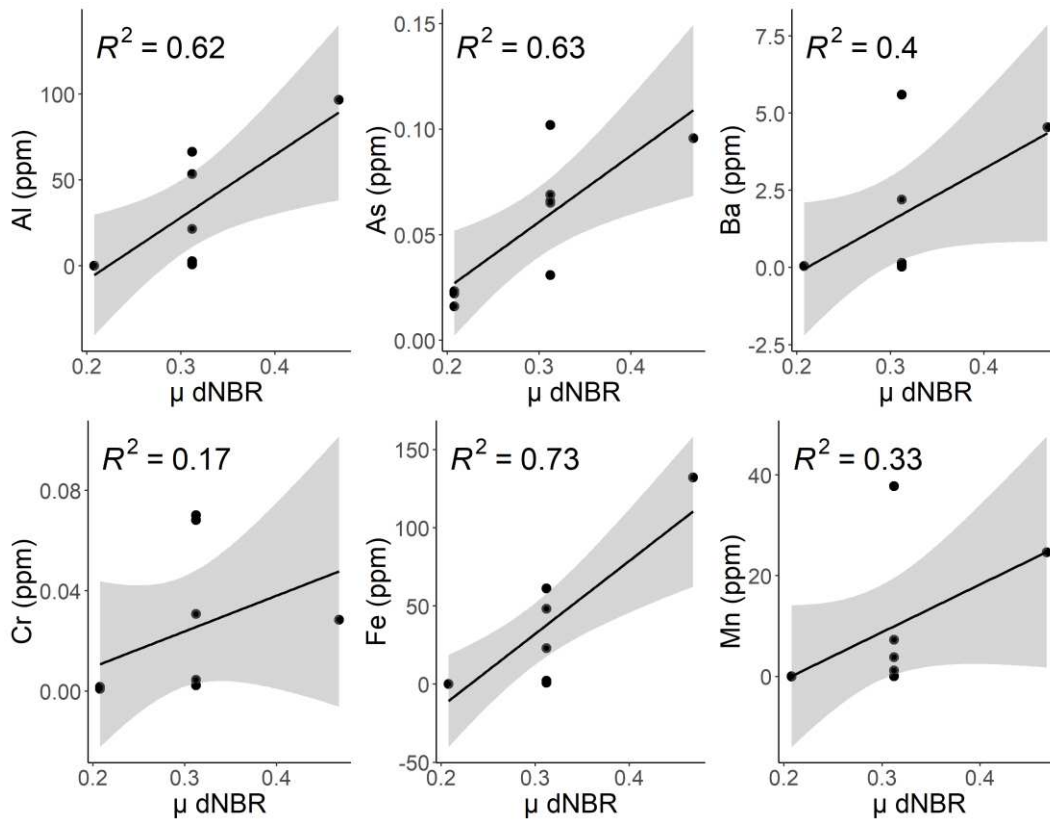 R² = 0.62
Al (ppm)
100
50
0
0.2 0.3 0.4
μ dNBR
R² = 0.63
As (ppm)
0.15
0.10
0.05
0.00
0.2 0.3 0.4
μ dNBR
R² = 0.4
Ba (ppm)
7.5
5.0
2.5
0.0
-2.5
0.2 0.3 0.4
μ dNBR
R² = 0.17
Cr (ppm)
0.08
0.04
0.00
0.2 0.3 0.4
μ dNBR
R² = 0.73
Fe (ppm)
150
100
50
0
-50
0.2 0.3 0.4
μ dNBR
R² = 0.33
Mn (ppm)
40
20
0
0.2 0.3 0.4
μ dNBR